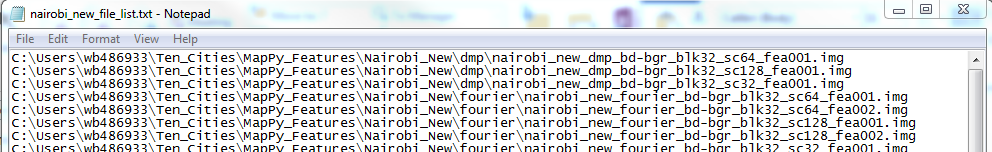 nairobi_new_file_list.txt - Notepad
File Edit Format View Help
C:\Users\wb486933\Ten_Cities\MapPy_Features\Nairobi_New\dmp\nairobi_new_dmp_bd-bgr_blk32_sc64_fea001.img
C:\Users\wb486933\Ten_Cities\MapPy_Features\Nairobi_New\dmp\nairobi_new_dmp_bd-bgr_blk32_sc128_fea001.img
C:\Users\wb486933\Ten_Cities\MapPy_Features\Nairobi_New\dmp\nairobi_new_dmp_bd-bgr_blk32_sc32_fea001.img
C:\Users\wb486933\Ten_Cities\MapPy_Features\Nairobi_New\fourier\nairobi_new_fourier_bd-bgr_blk32_sc64_fea001.img
C:\Users\wb486933\Ten_Cities\MapPy_Features\Nairobi_New\fourier\nairobi_new_fourier_bd-bgr_blk32_sc64_fea002.img
C:\Users\wb486933\Ten_Cities\MapPy_Features\Nairobi_New\fourier\nairobi_new_fourier_bd-bgr_blk32_sc128_fea001.img
C:\Users\wb486933\Ten_Cities\MapPy_Features\Nairobi_New\fourier\nairobi_new_fourier_bd-bgr_blk32_sc128_fea002.img
C:\Users\wb486933\Ten_Cities\MapPy_Features\Nairobi_New\fourier\nairobi_new_fourier_bd-bgr_blk32_sc32_fea001.img